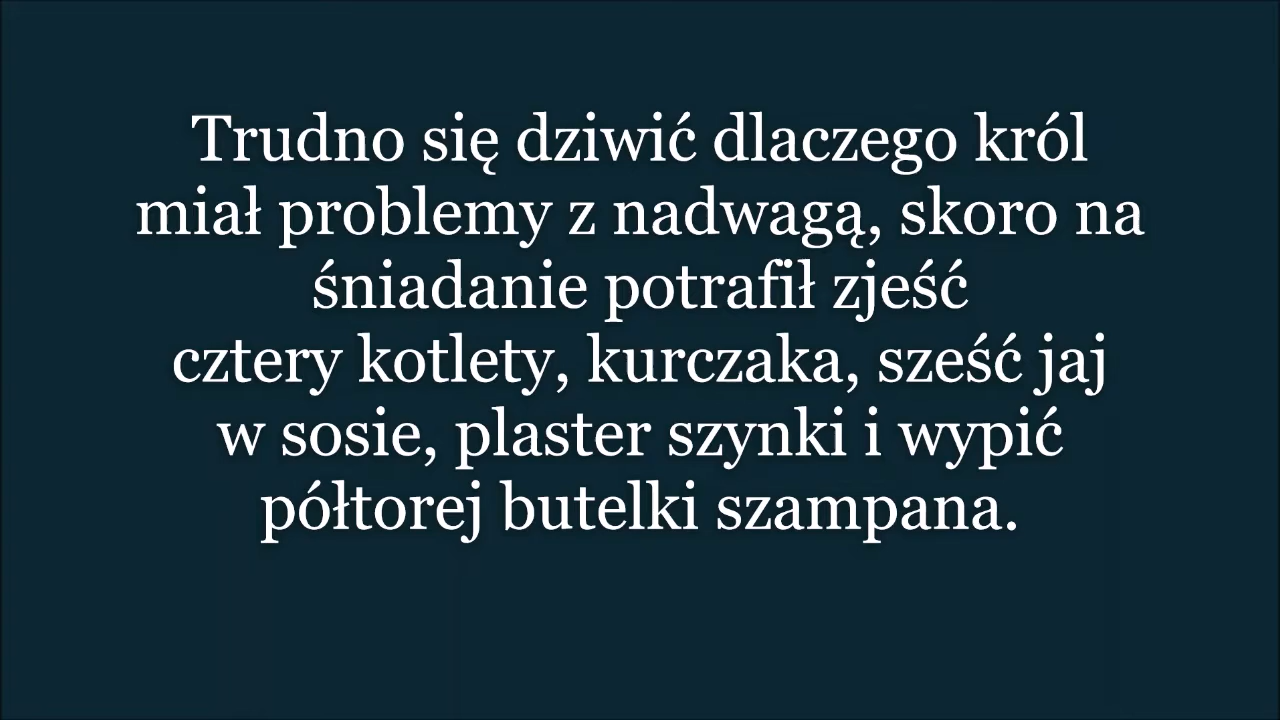 Trudno się dziwić dlaczego król
miał problemy z nadwagą, skoro na
śniadanie potrafił zjeść
cztery kotlety, kurczaka, sześć jaj
w sosie, plaster szynki i wypić
półtorej butelki szampana.